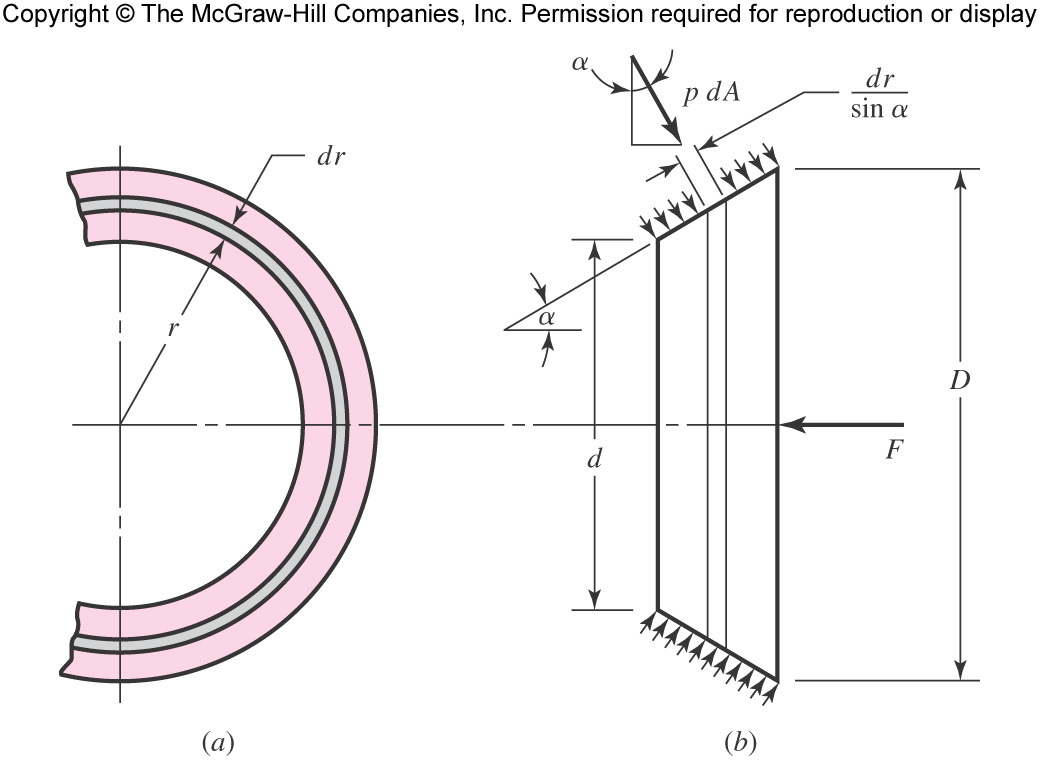 Copyright © The McGraw-Hill Companies, Inc. Permission required for reproduction or display
α
p dA
dr
sin α
dr
r
α
D
d
F
(a)
(b)